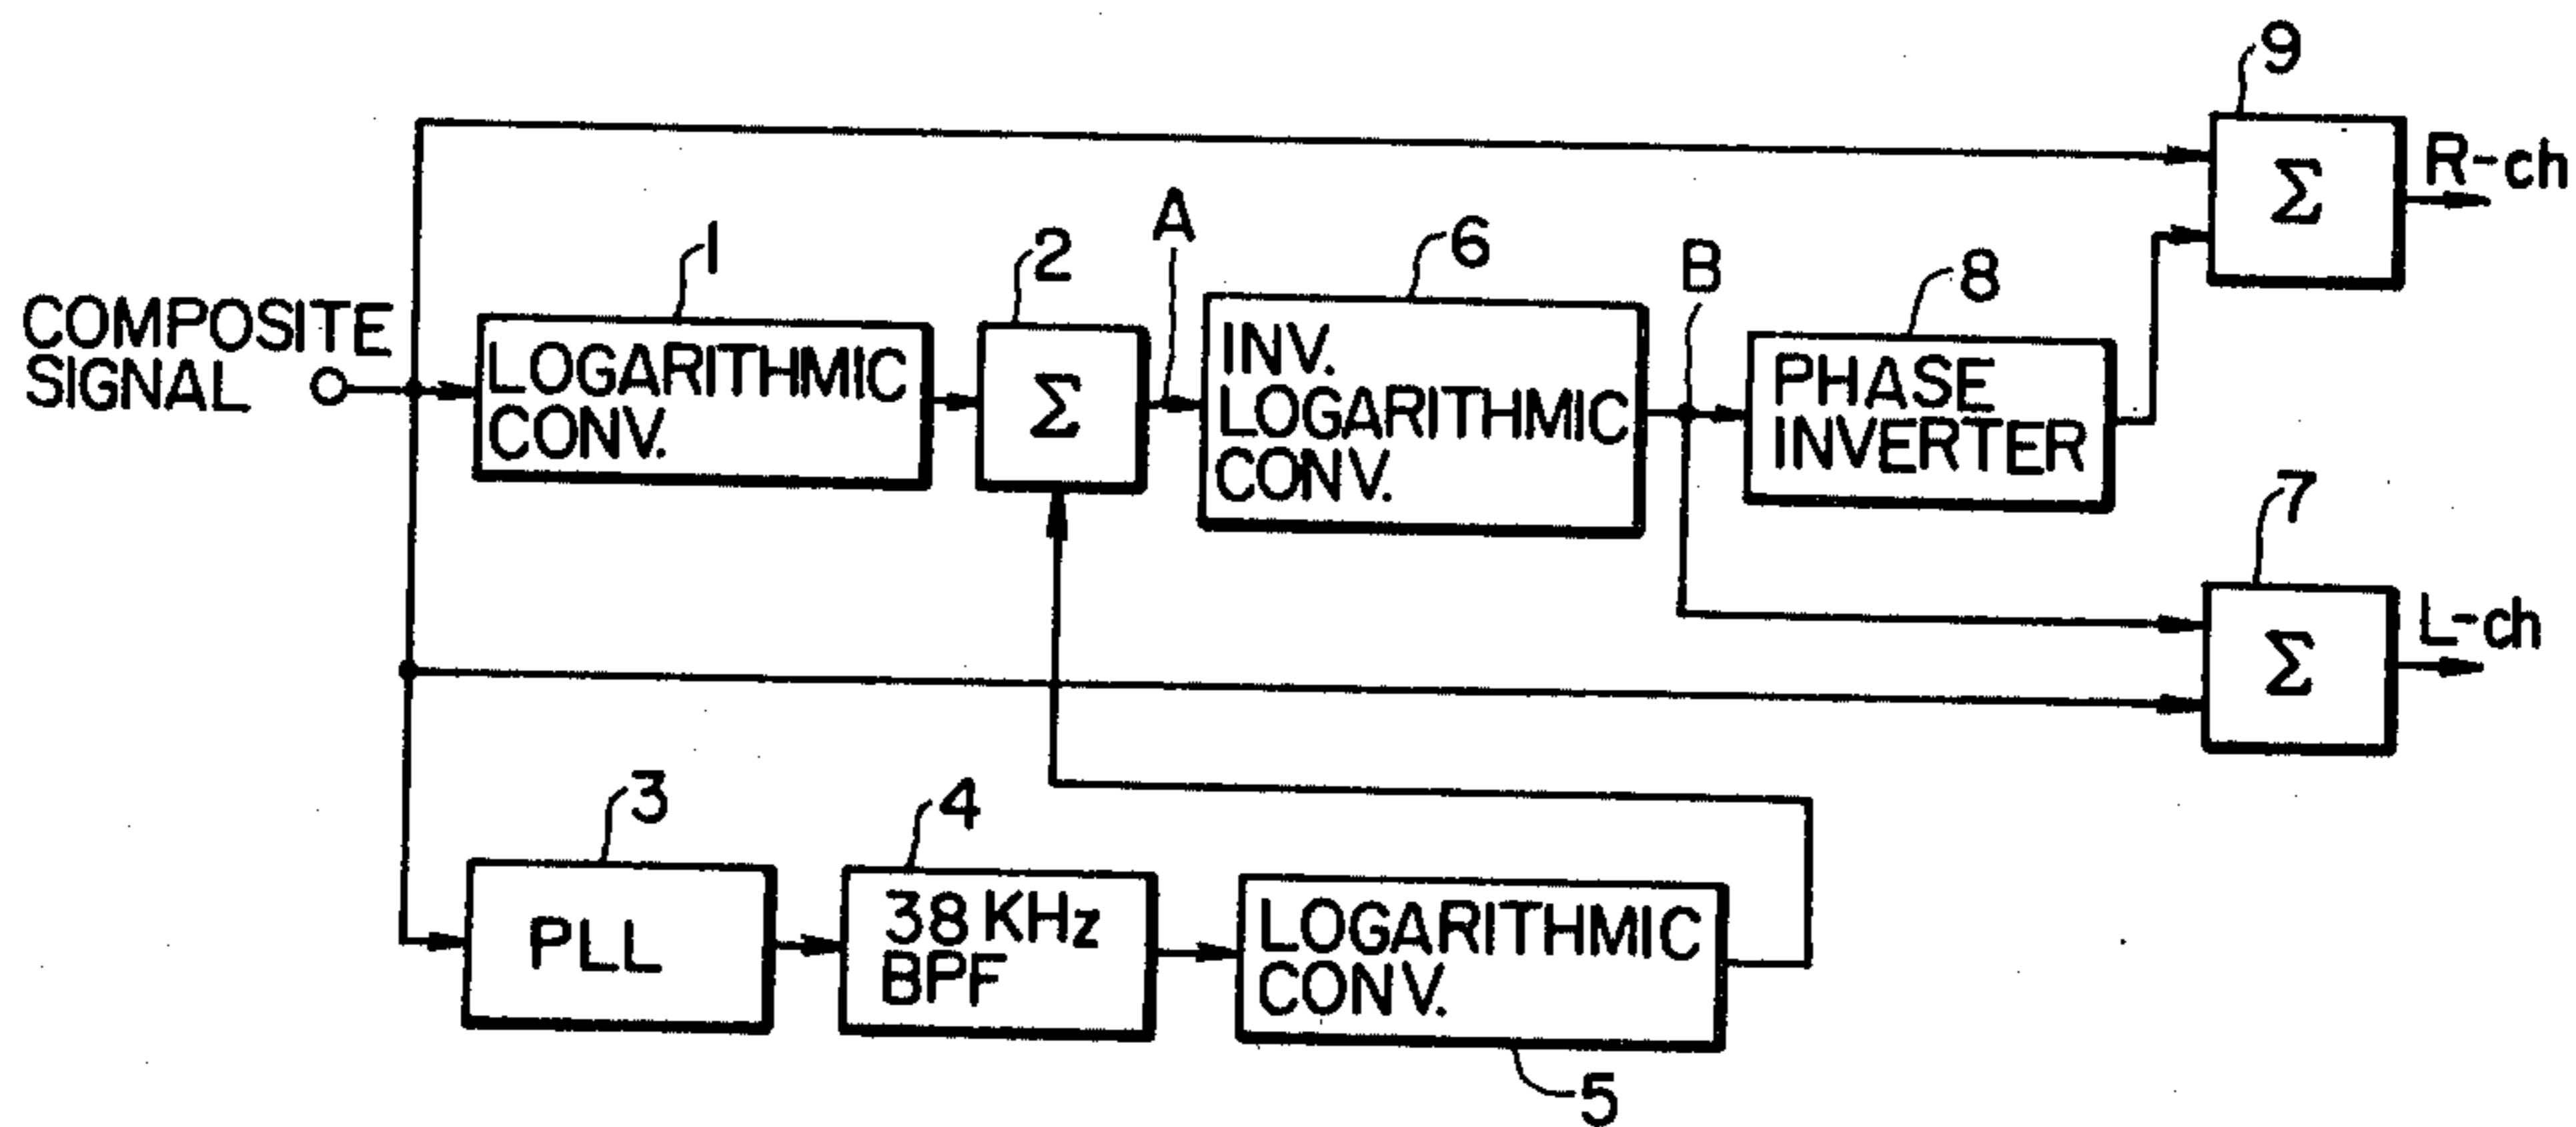 9
Σ
R-ch
COMPOSITE
SIGNAL
1
LOGARITHMIC
CONV.
2
Σ
A
6
INV.
LOGARITHMIC
CONV.
B
8
PHASE
INVERTER
7
Σ
L-ch
3
PLL
4
38 KHz
BPF
LOGARITHMIC
CONV.
5